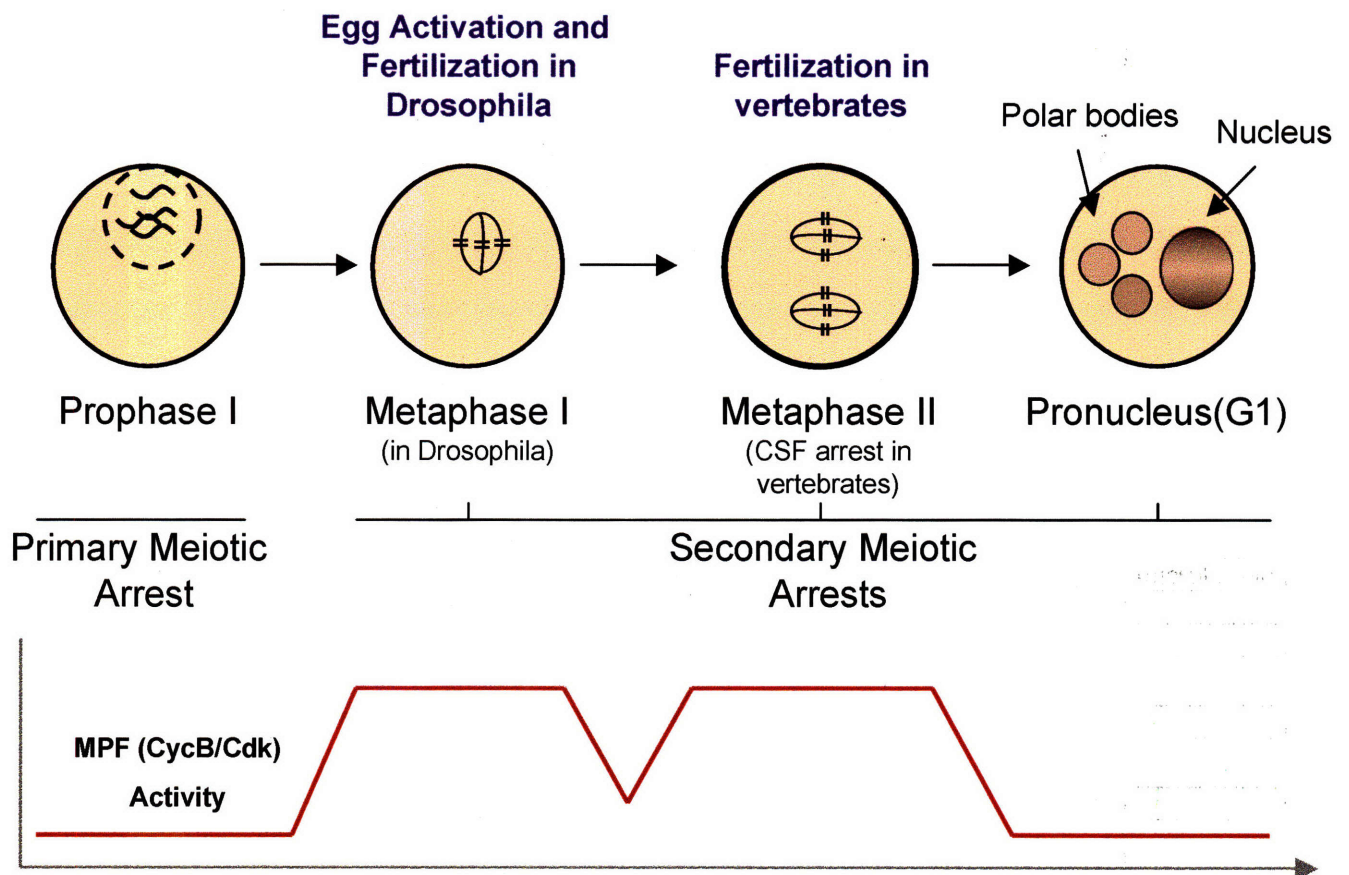 Egg Activation and
Fertilization in
Drosophila
Fertilization in
vertebrates
Polar bodies
Nucleus
Prophase I
Metaphase I
(in Drosophila)
Metaphase II
(CSF arrest in
vertebrates)
Pronucleus(G1)
Primary Meiotic
Arrest
Secondary Meiotic
Arrests
MPF (CycB/Cdk)
Activity